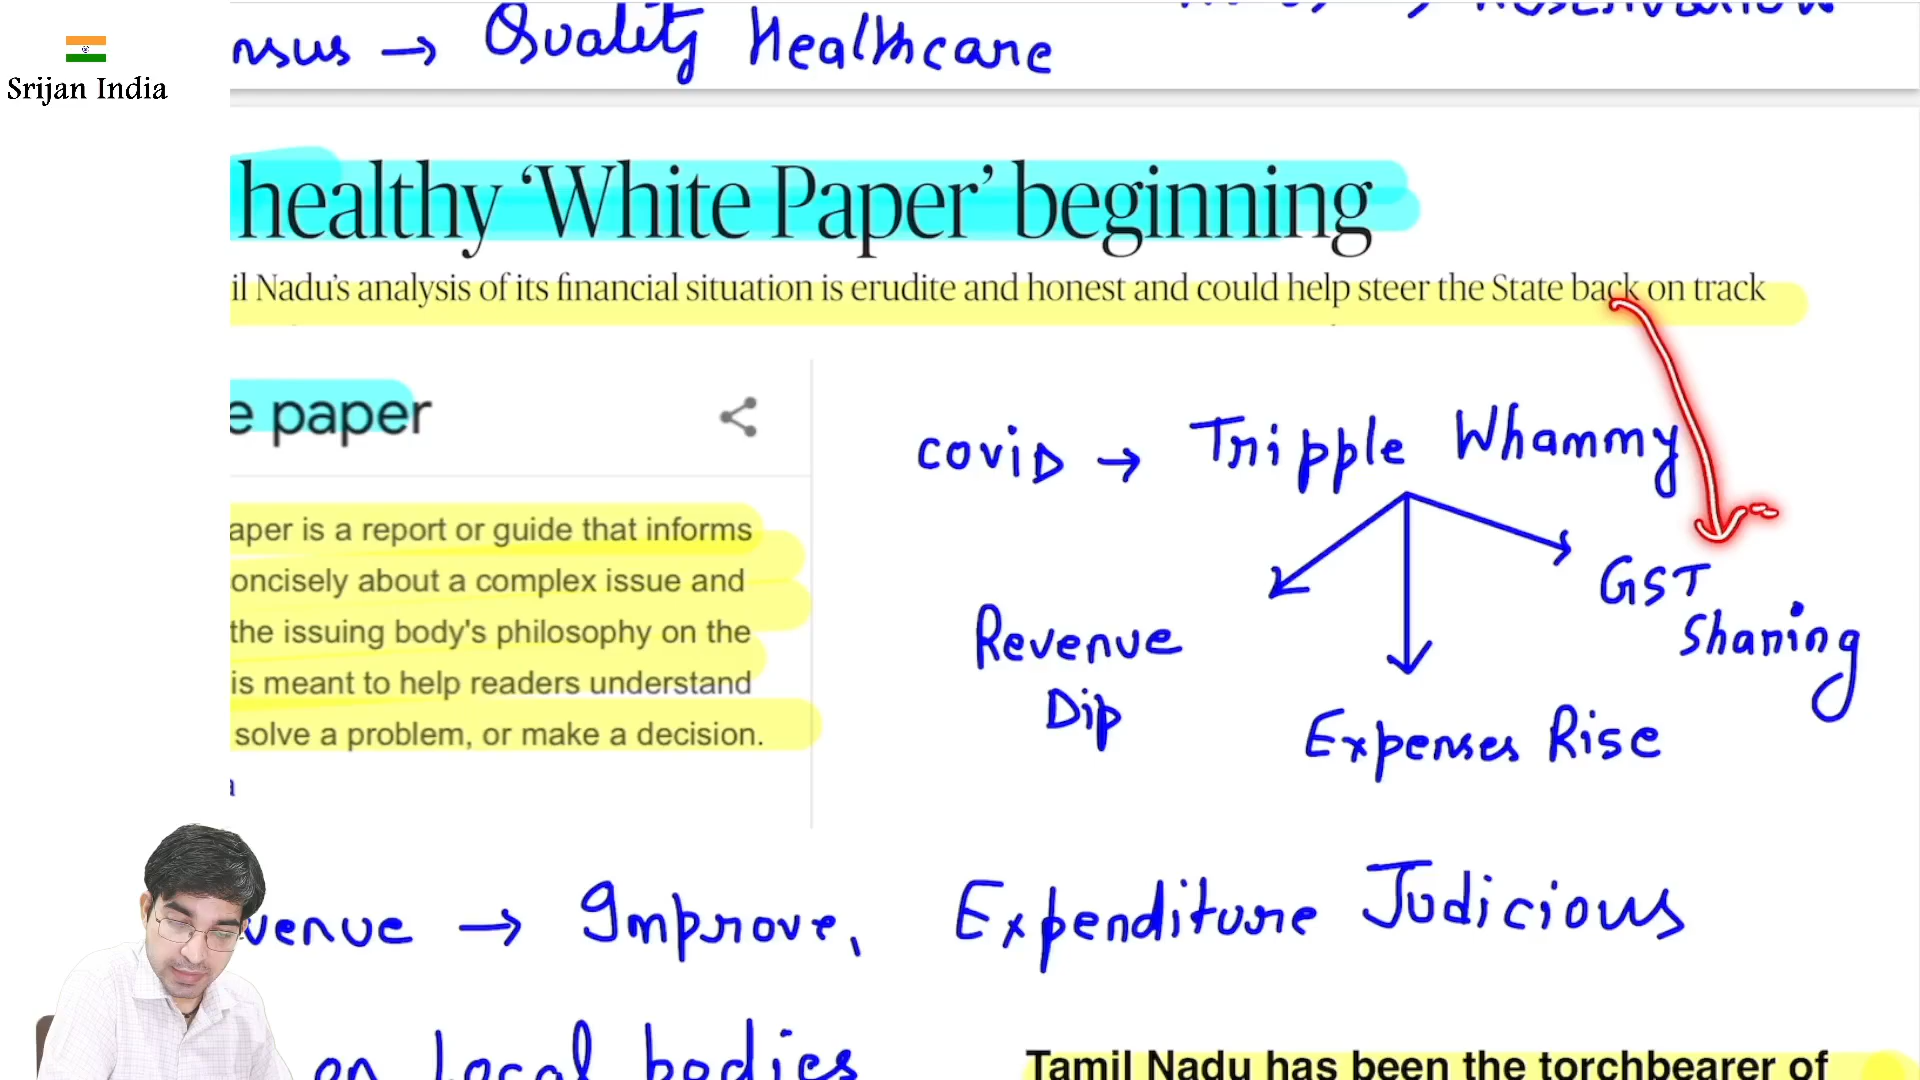 nsus → Quality Healthcare
Srijan India
healthy ‘White Paper’ beginning
il Nadu’s analysis of its financial situation is erudite and honest and could help steer the State back on track
e paper
aper is a report or guide that informs
oncisely about a complex issue and
the issuing body's philosophy on the
is meant to help readers understand
solve a problem, or make a decision.
COVID → Tripple Whammy
GST
Sharing
Revenue
Dip
Expenses Rise
venue → Improve, Expenditure Judicious
on Local bodies
Tamil Nadu has been the torchbearer of